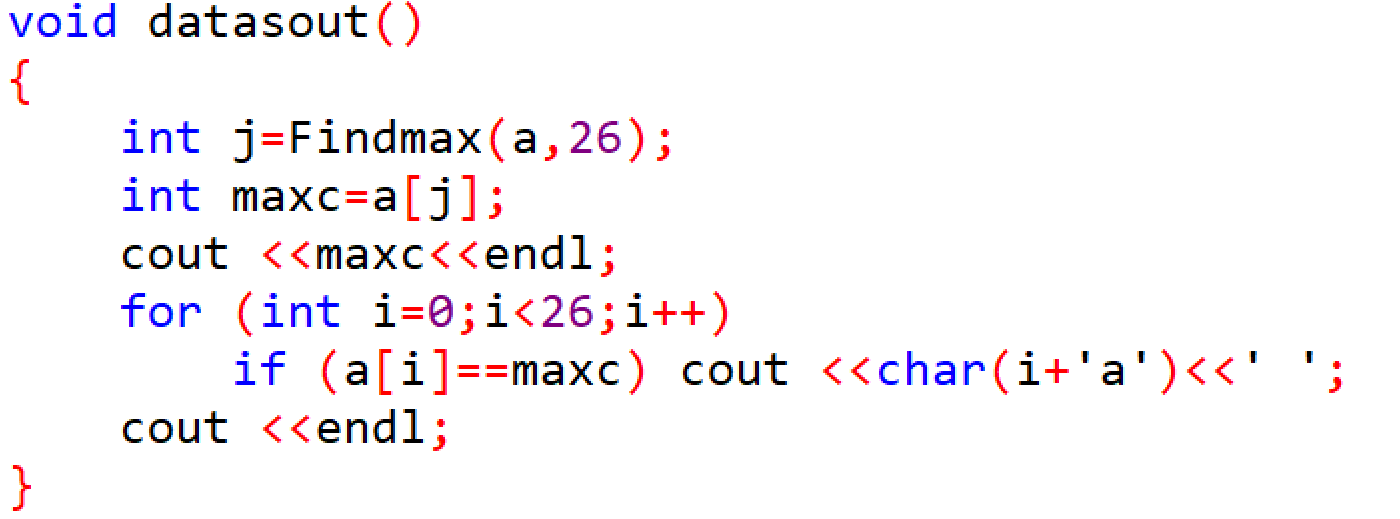 void datasout()
{
    int j=Findmax(a,26);
    int maxc=a[j];
    cout <<maxc<<endl;
    for (int i=0;i<26;i++)
        if (a[i]==maxc) cout <<char(i+'a')<<' ';
    cout <<endl;
}